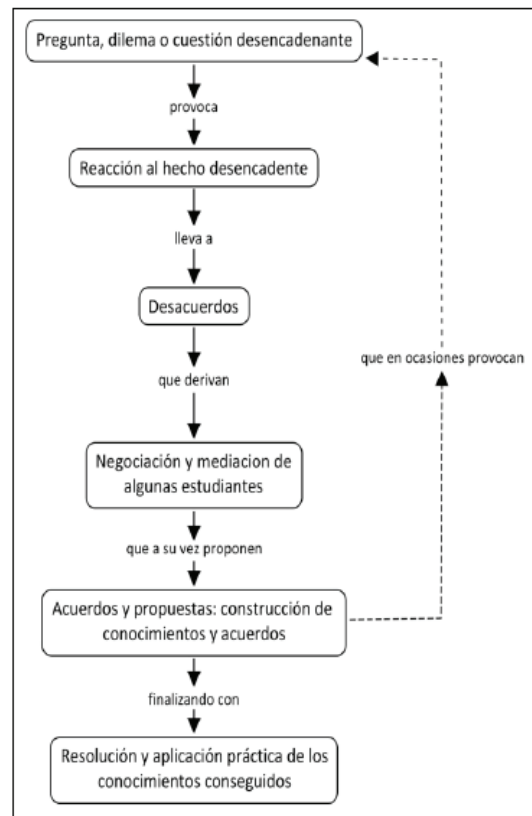 Pregunta, dilema o cuestión desencadenante
provoca
Reacción al hecho desencadente
lleva a
Desacuerdos
que derivan
que en ocasiones provocan
Negociación y mediacion de
algunas estudiantes
que a su vez proponen
Acuerdos y propuestas: construcción de
conocimientos y acuerdos
finalizando con
Resolución y aplicación práctica de los
conocimientos conseguidos